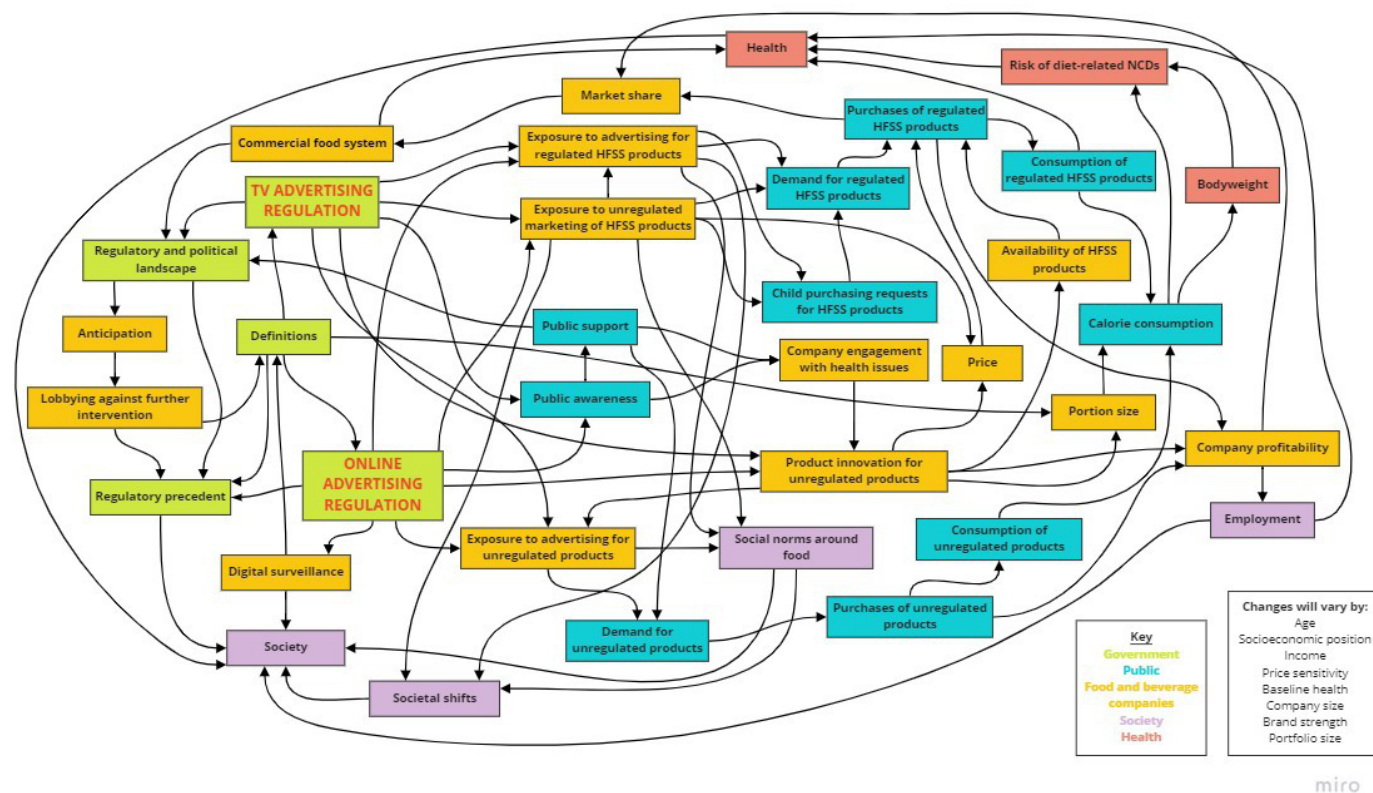 Health
Risk of diet-related NCDs
Market share
Purchases of regulated
HFSS products
Commercial food system
Exposure to advertising for
regulated HFSS products
Consumption of
regulated HFSS products
Demand for regulated
HFSS products
Bodyweight
TV ADVERTISING
REGULATION
Exposure to unregulated
marketing of HFSS products
Regulatory and political
landscape
Availability of HFSS
products
Child purchasing requests
for HFSS products
Anticipation
Definitions
Public support
Calorie consumption
Company engagement
with health issues
Price
Lobbying against further
intervention
Public awareness
Portion size
Company profitability
ONLINE
ADVERTISING
REGULATION
Product innovation for
unregulated products
Regulatory precedent
Employment
Exposure to advertising for
unregulated products
Social norms around
food
Consumption of
unregulated products
Digital surveillance
Purchases of unregulated
products
Demand for
unregulated products
Society
Societal shifts
Key
Government
Public
Food and beverage
companies
Society
Health
Changes will vary by:
Age
Socioeconomic position
Income
Price sensitivity
Baseline health
Company size
Brand strength
Portfolio size
miro